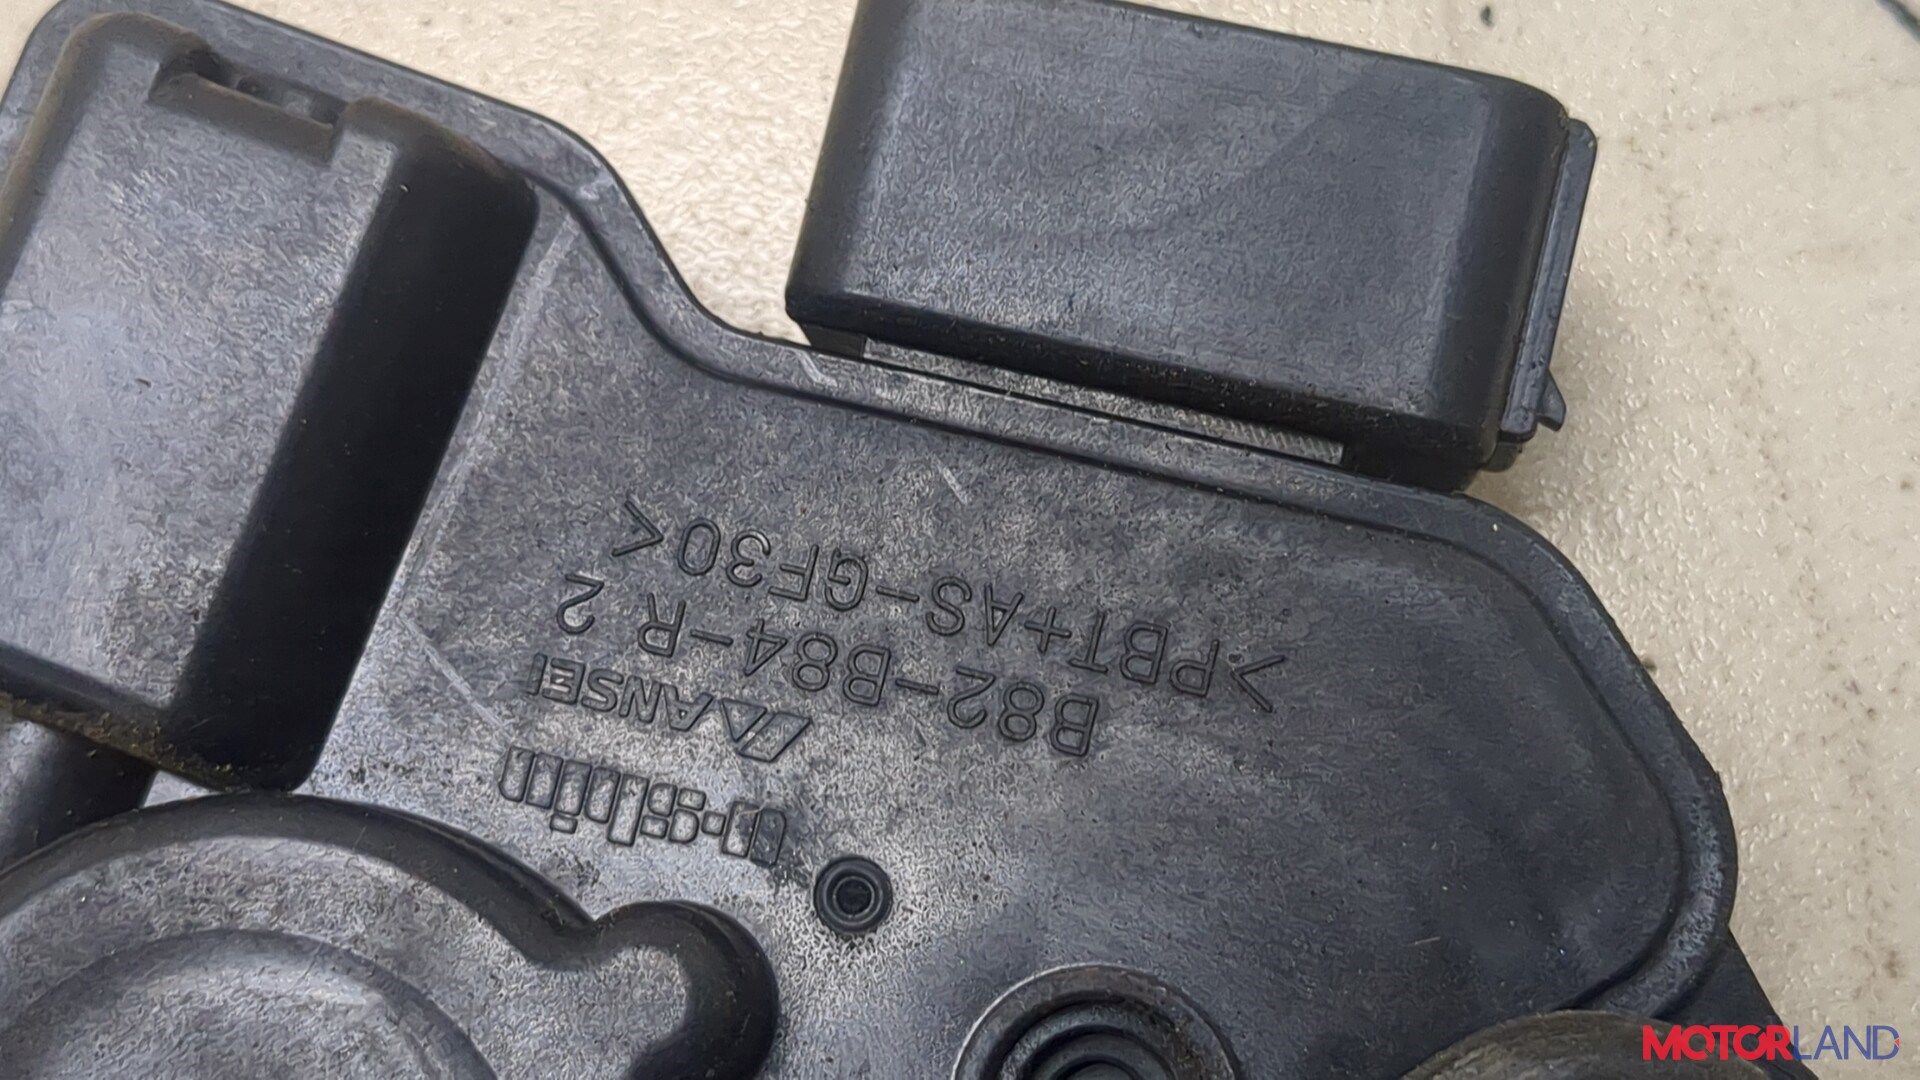 u-shin
ANSEI
B82-B84-R 2
>PBT+AS-GF30<
MOTORLAND